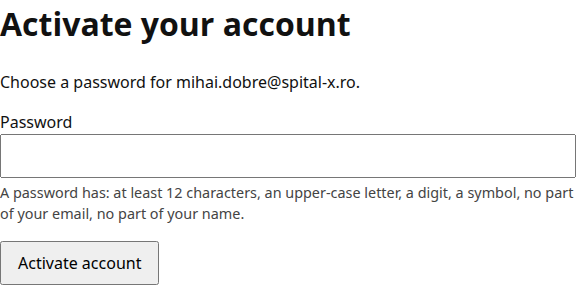 Activate your account
Choose a password for mihai.dobre@spital-x.ro.
Password
A password has: at least 12 characters, an upper-case letter, a digit, a symbol, no part
of your email, no part of your name.
Activate account